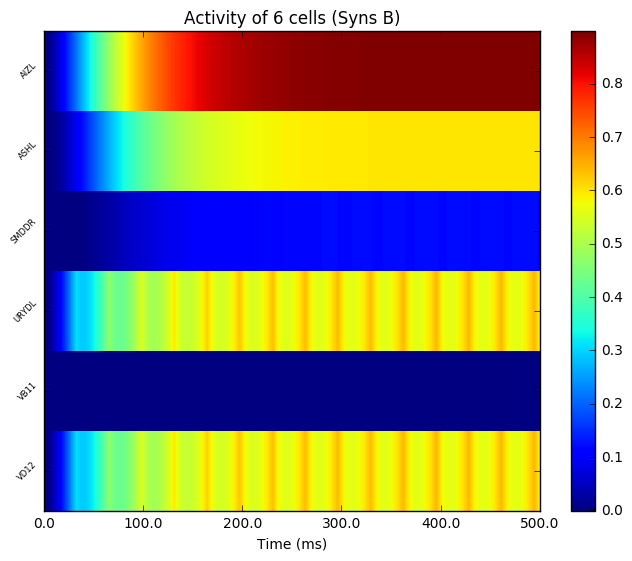 Activity of 6 cells (Syns B)
AIZL
ASHL
SMDDR
URYDL
VB11
VD12
0.0 100.0 200.0 300.0 400.0 500.0
Time (ms)
0.8
0.7
0.6
0.5
0.4
0.3
0.2
0.1
0.0